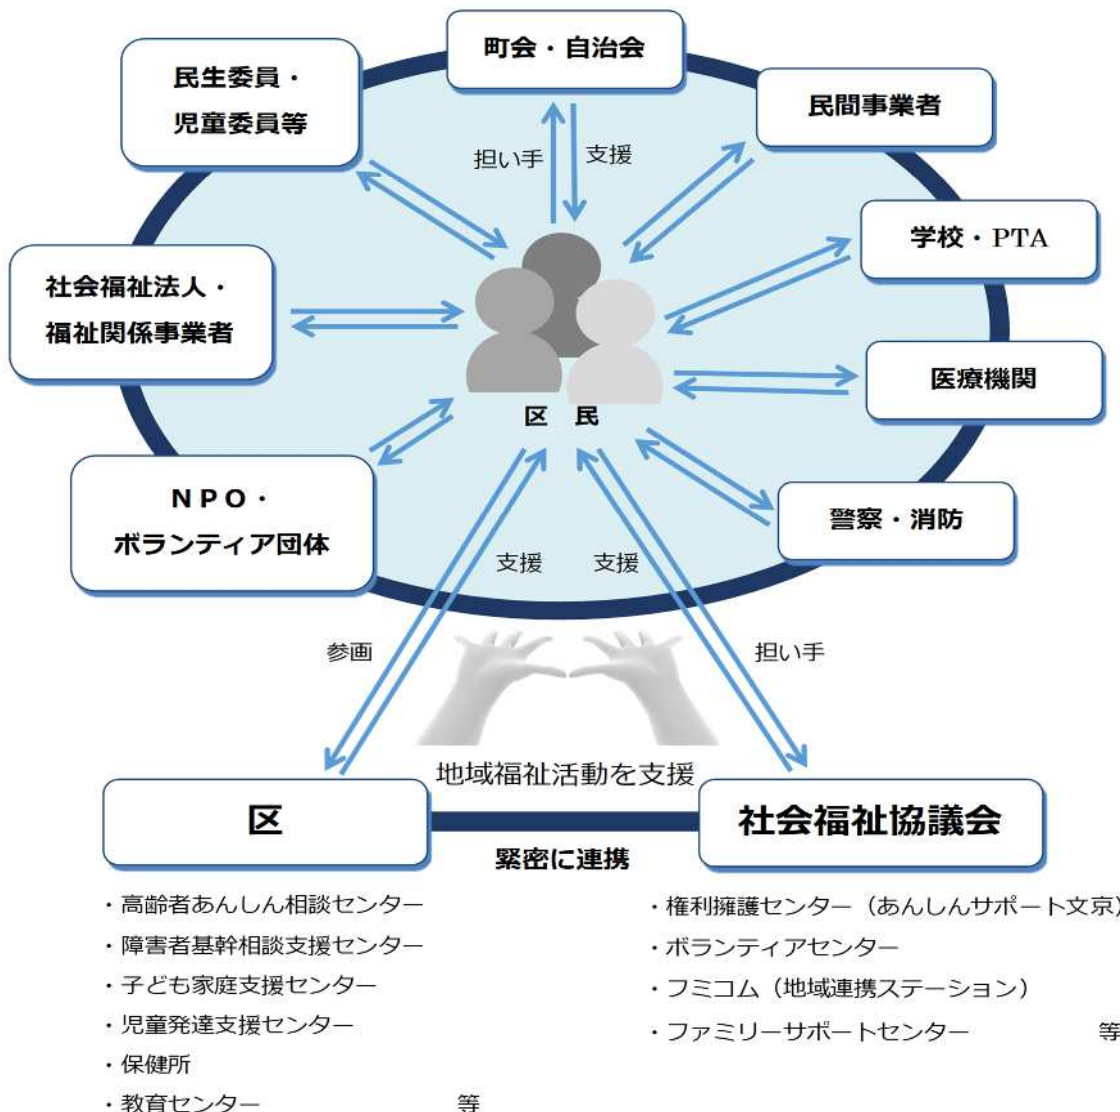 町会・自治会
民生委員・
児童委員等
民間事業者
担い手
支援
学校・PTA
社会福祉法人・
福祉関係事業者
医療機関
区 民
NPO・
ボランティア団体
警察・消防
支援
支援
参画
担い手
地域福祉活動を支援
区
社会福祉協議会
緊密に連携
・高齢者あんしん相談センター
・障害者基幹相談支援センター
・子ども家庭支援センター
・児童発達支援センター
・保健所
・教育センター 等
・権利擁護センター（あんしんサポート文京）
・ボランティアセンター
・フミコム（地域連携ステーション）
・ファミリーサポートセンター 等